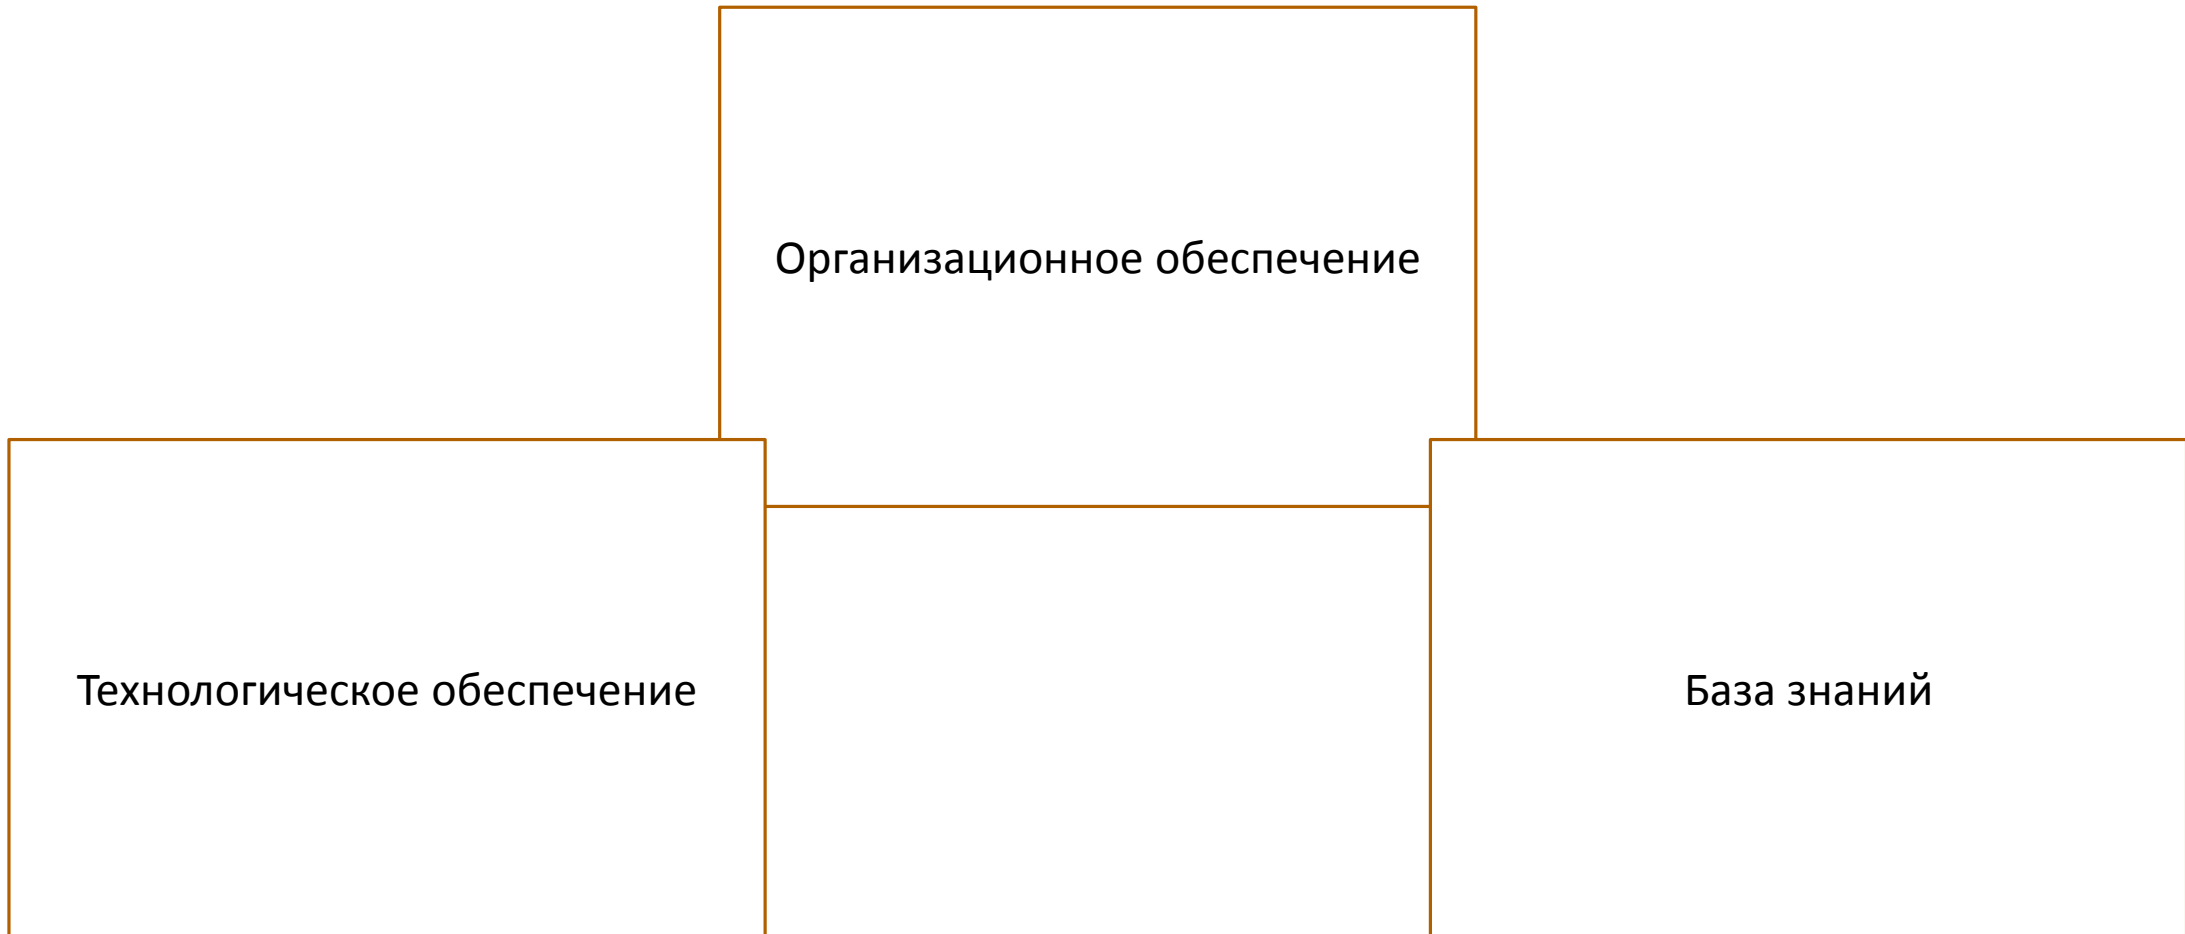 Организационное обеспечение
Технологическое обеспечение
База знаний